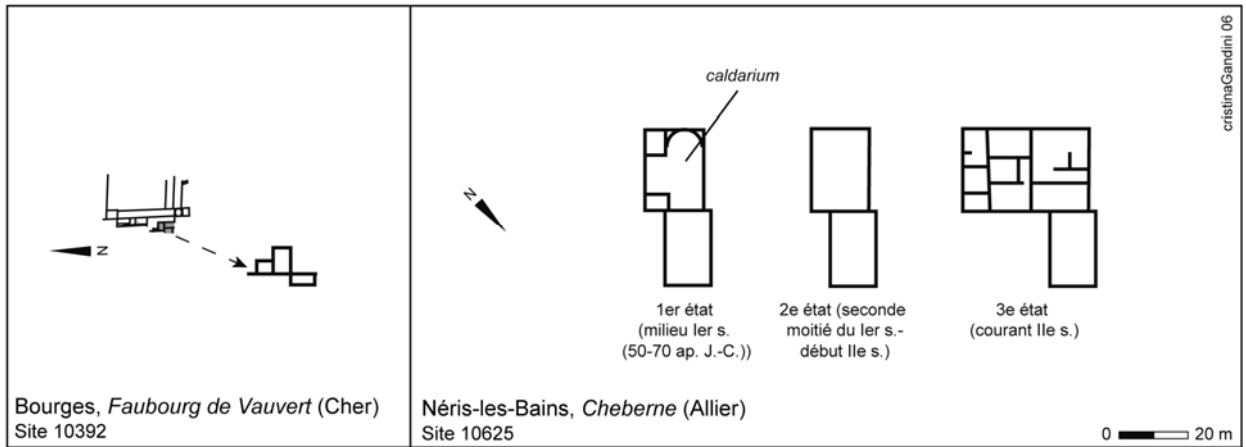 N
Bourges, Faubourg de Vauvert (Cher)
Site 10392
caldarium
N
1er état
(milieu Ier s.
(50-70 ap. J.-C.))
2e état (seconde
moitié du Ier s.-
début IIe s.)
3e état
(courant IIe s.)
Néris-les-Bains, Cheberne (Allier)
Site 10625
0 20 m
cristinaGandini 06